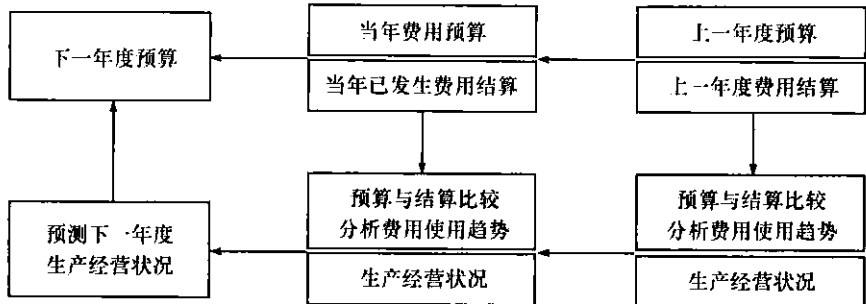 下一年度预算
当年费用预算
当年已发生费用结算
上一年度预算
上一年度费用结算
预测下一年度
生产经营状况
预算与结算比较
分析费用使用趋势
生产经营状况
预算与结算比较
分析费用使用趋势
生产经营状况